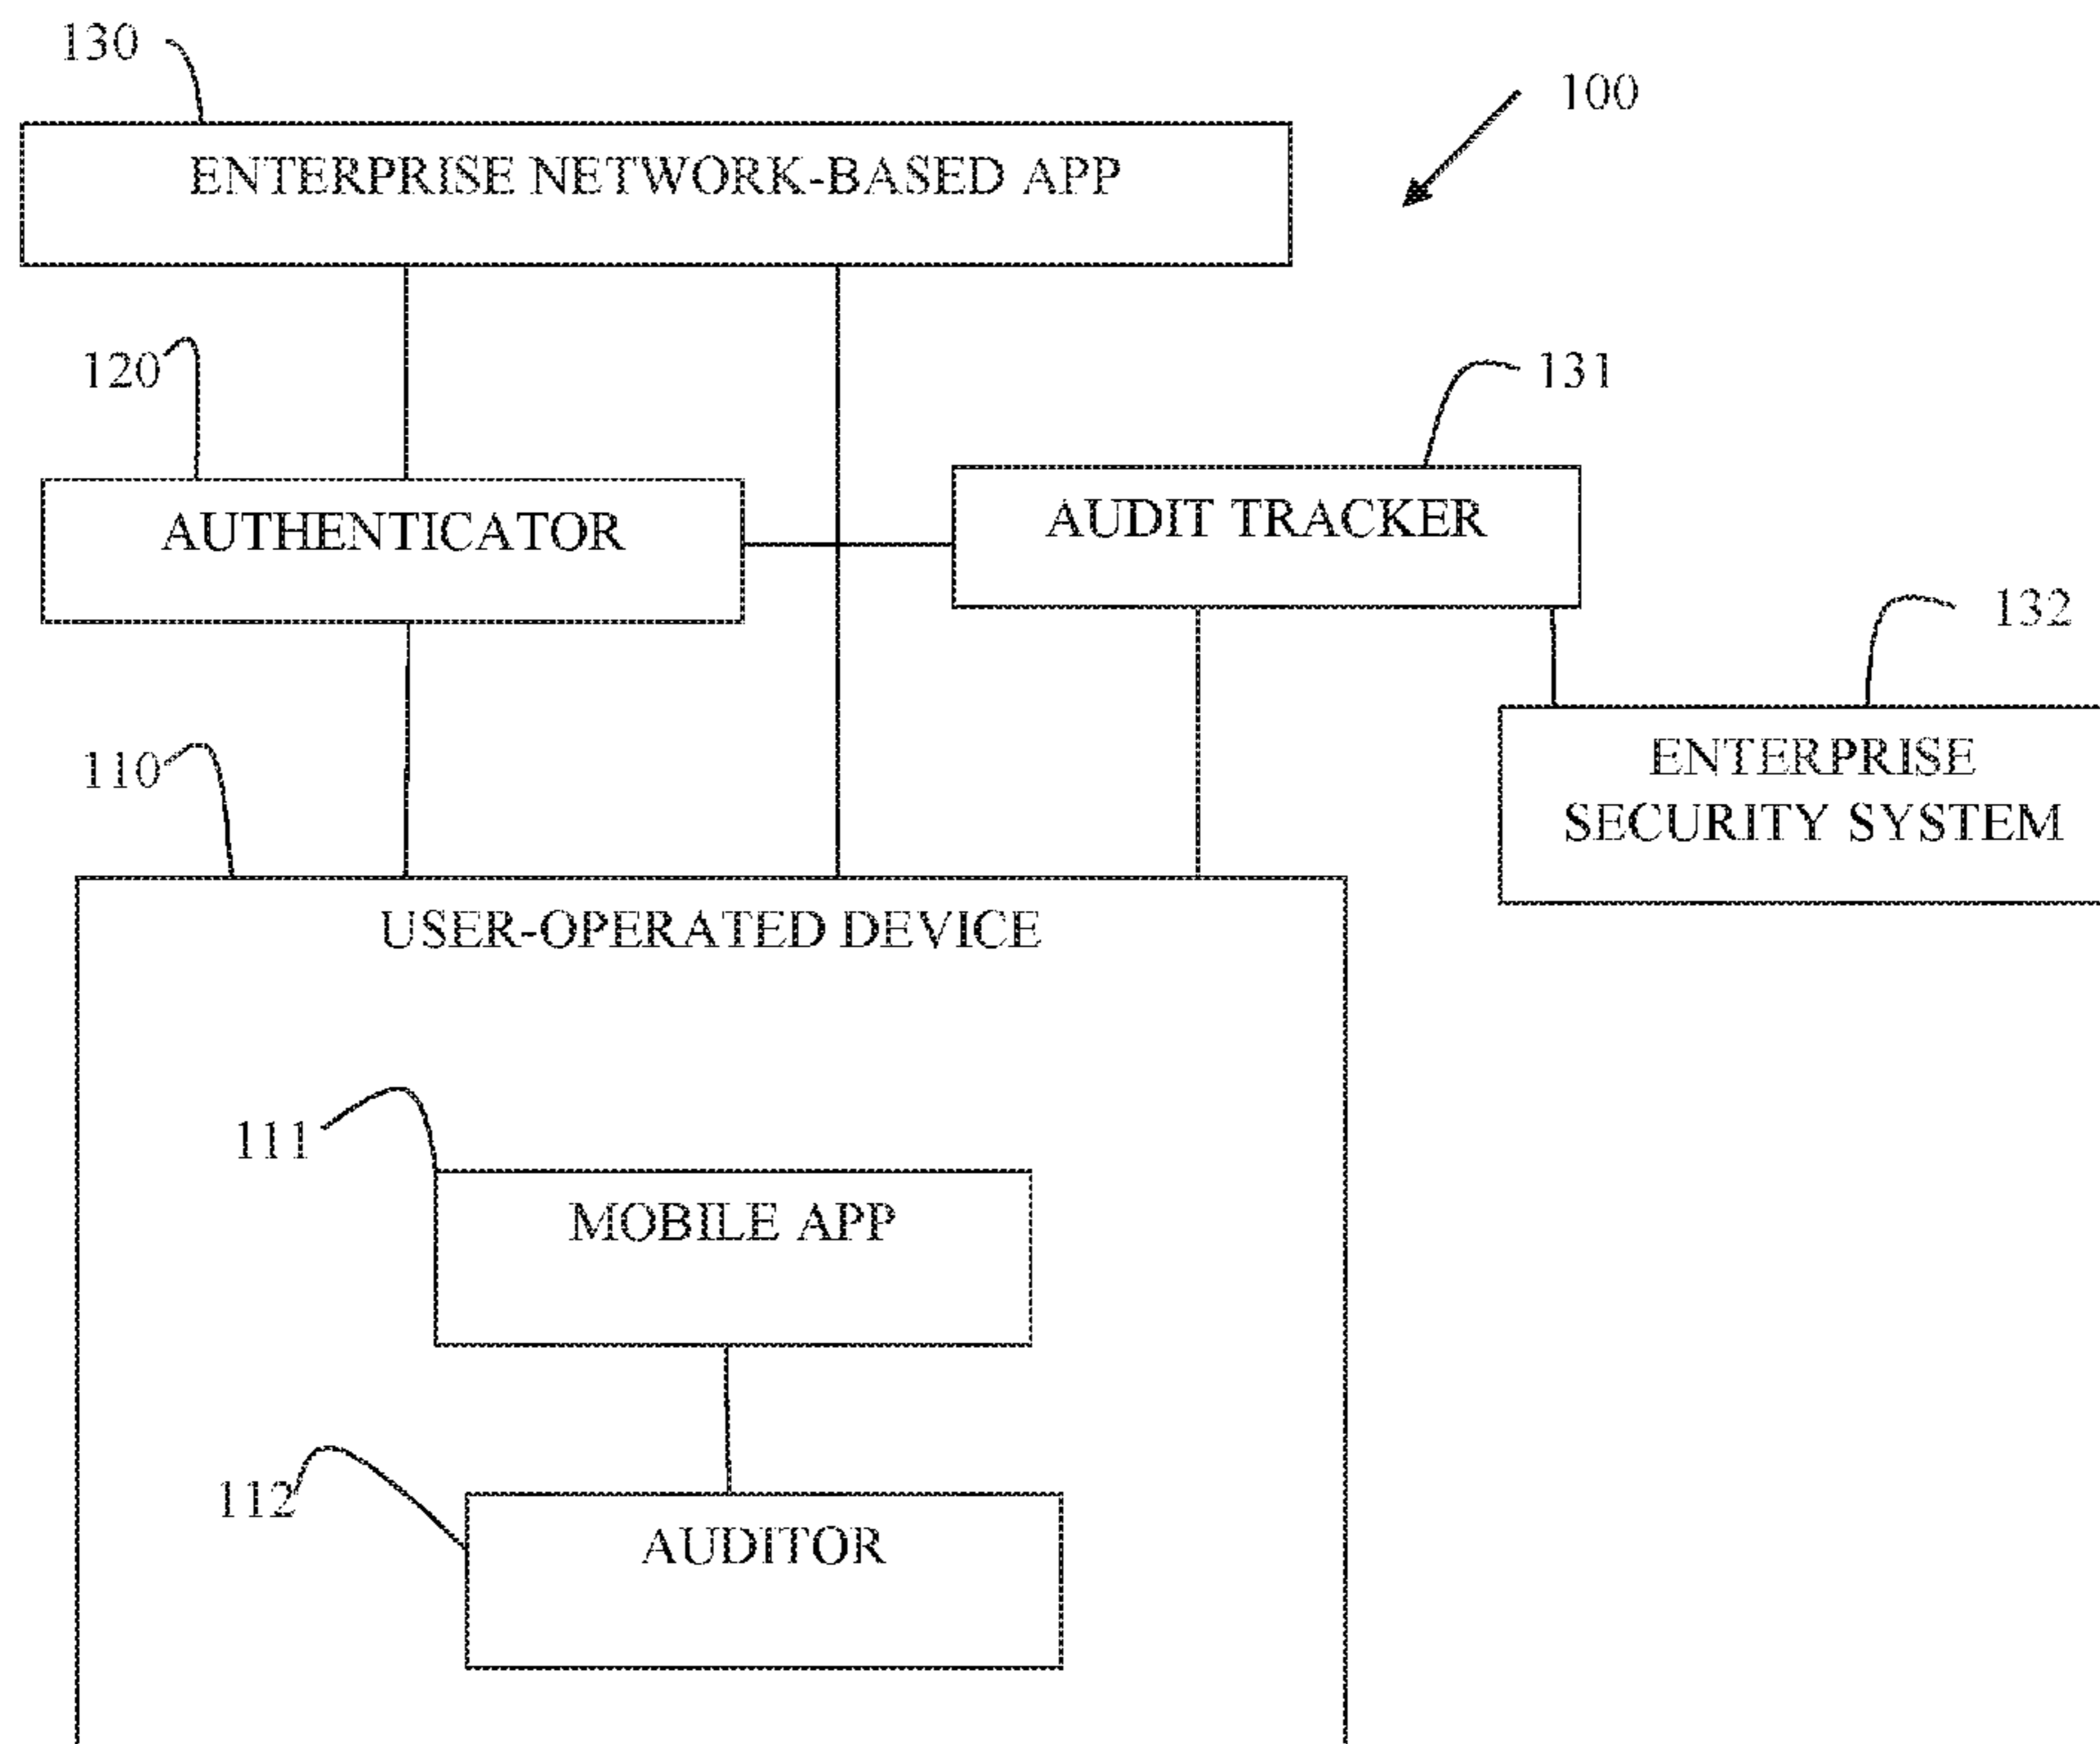 130
100
ENTERPRISE NETWORK-BASED APP
120
131
AUTHENTICATOR
AUDIT TRACKER
132
110
ENTERPRISE
SECURITY SYSTEM
USER-OPERATED DEVICE
111
MOBILE APP
112
AUDITOR